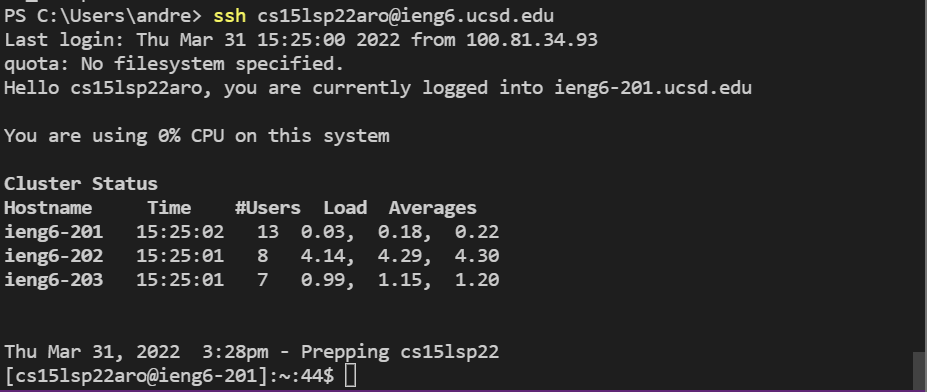 PS C:\Users\andre> ssh cs15lsp22aro@ieng6.ucsd.edu
Last login: Thu Mar 31 15:25:00 2022 from 100.81.34.93
quota: No filesystem specified.
Hello cs15lsp22aro, you are currently logged into ieng6-201.ucsd.edu
You are using 0% CPU on this system
Cluster Status
Hostname     Time    #Users  Load  Averages
ieng6-201   15:25:02   13  0.03,  0.18,  0.22
ieng6-202   15:25:01   8   4.14,  4.29,  4.30
ieng6-203   15:25:01   7   0.99,  1.15,  1.20
Thu Mar 31, 2022  3:28pm - Prepping cs15lsp22
[cs15lsp22aro@ieng6-201]:~:44$